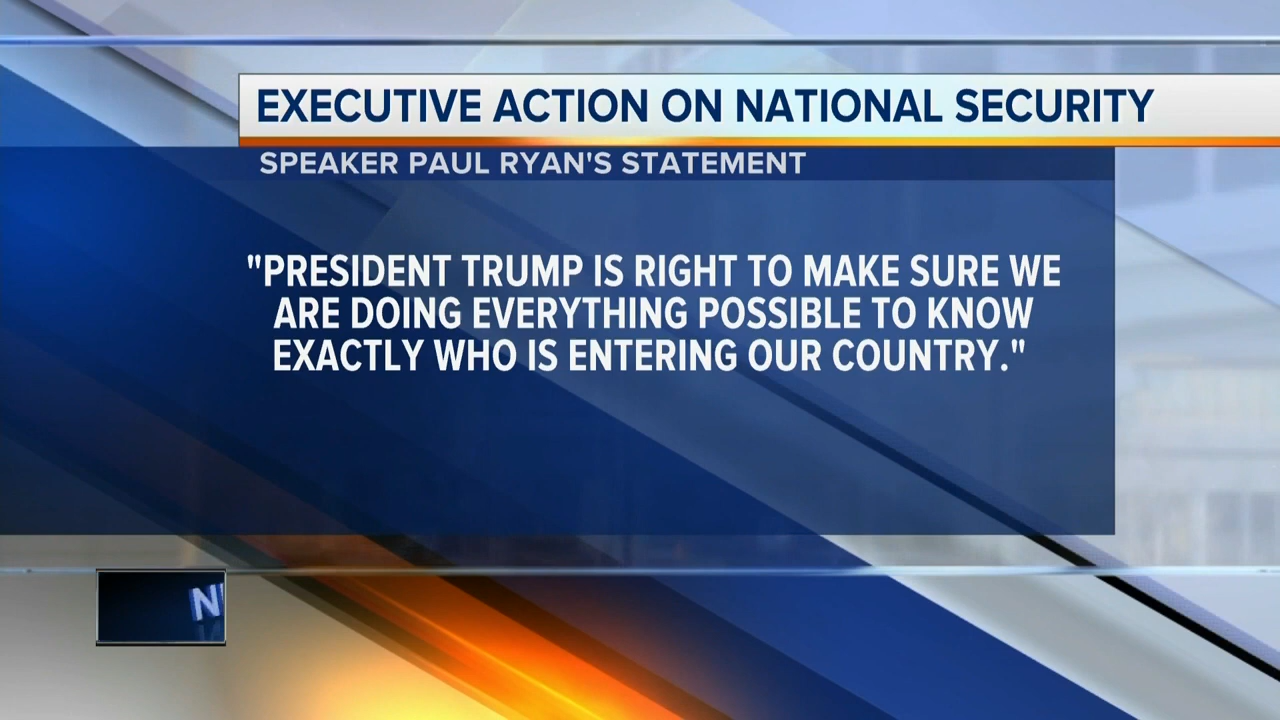 EXECUTIVE ACTION ON NATIONAL SECURITY
SPEAKER PAUL RYAN'S STATEMENT
"PRESIDENT TRUMP IS RIGHT TO MAKE SURE WE
ARE DOING EVERYTHING POSSIBLE TO KNOW
EXACTLY WHO IS ENTERING OUR COUNTRY."
N